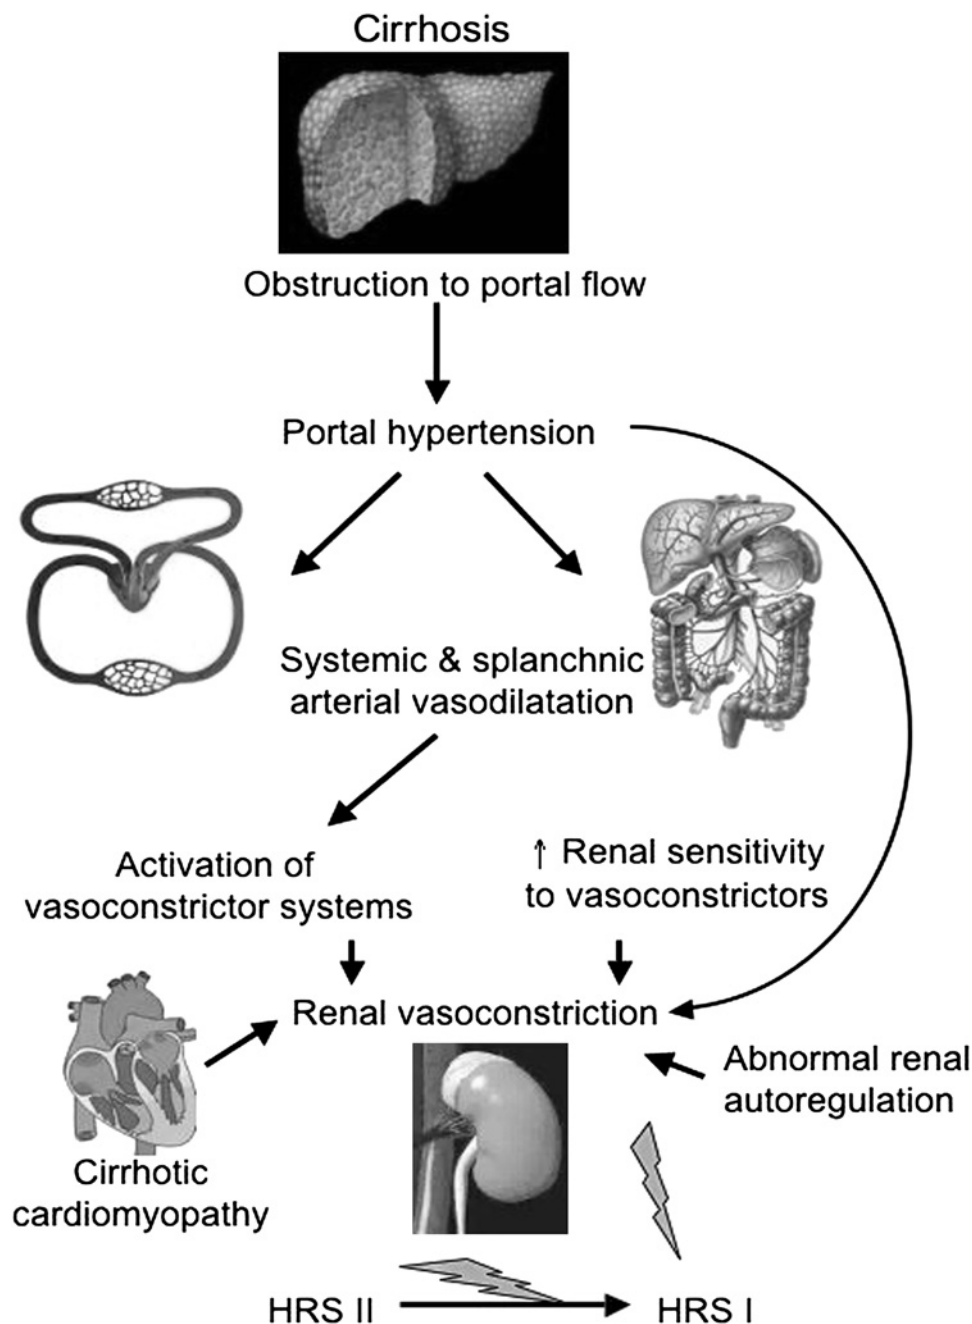 Cirrhosis
Obstruction to portal flow
Portal hypertension
Systemic & splanchnic
arterial vasodilatation
Activation of
vasoconstrictor systems
↑ Renal sensitivity
to vasoconstrictors
Renal vasoconstriction
Abnormal renal
autoregulation
Cirrhotic
cardiomyopathy
HRS II
HRS I